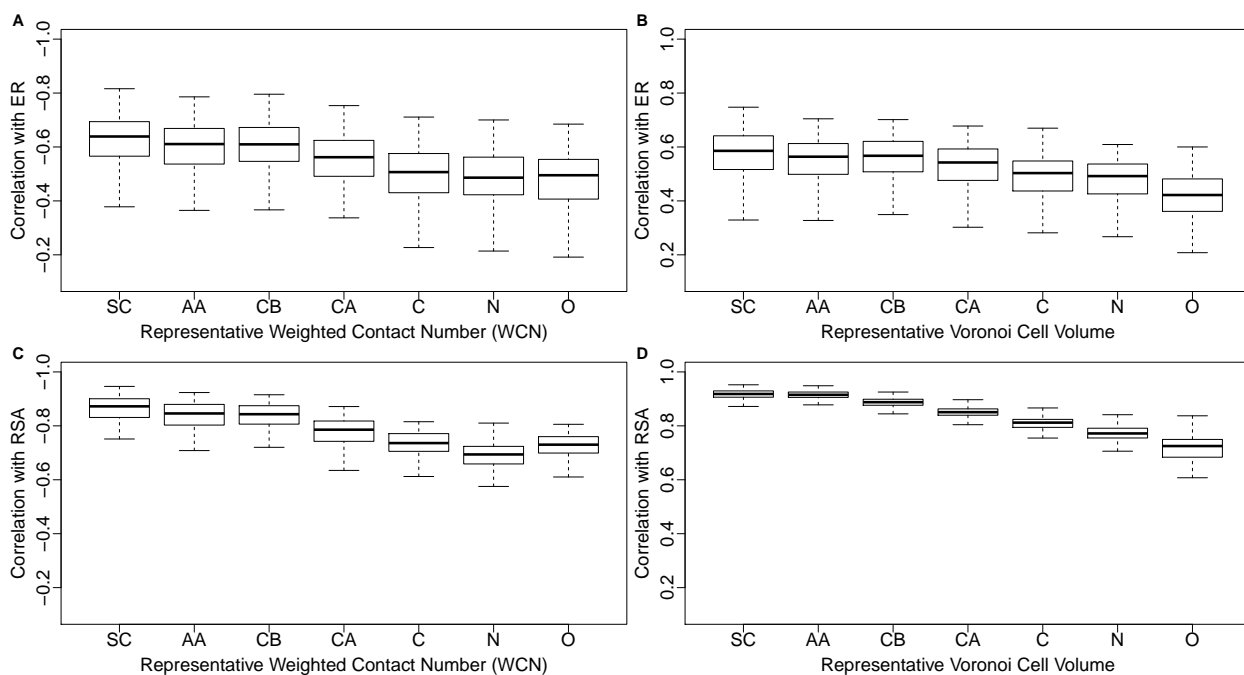 A
Correlation with ER
−1.0
−0.8
−0.6
−0.4
−0.2
SC AA CB CA C N O
Representative Weighted Contact Number (WCN)
B
Correlation with ER
1.0
0.8
0.6
0.4
0.2
SC AA CB CA C N O
Representative Voronoi Cell Volume
C
Correlation with RSA
−1.0
−0.8
−0.6
−0.4
−0.2
SC AA CB CA C N O
Representative Weighted Contact Number (WCN)
D
Correlation with RSA
1.0
0.8
0.6
0.4
0.2
SC AA CB CA C N O
Representative Voronoi Cell Volume